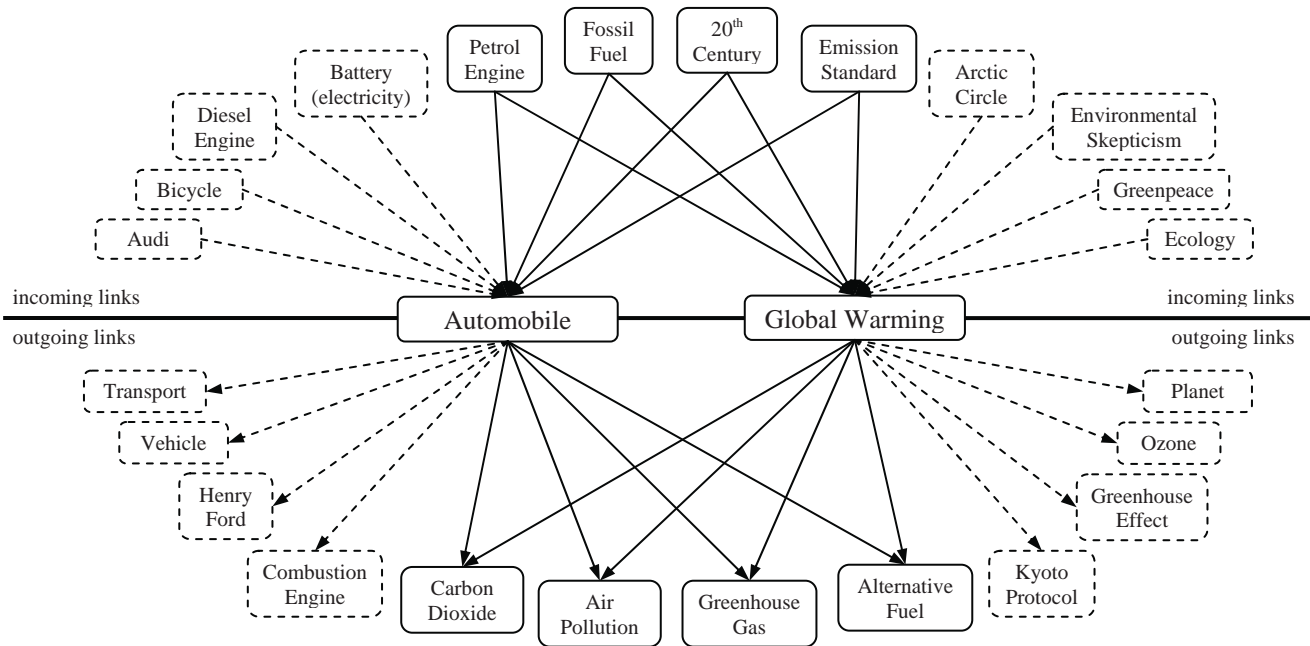 Petrol
Engine
Fossil
Fuel
20th
Century
Emission
Standard
Battery
(electricity)
Arctic
Circle
Diesel
Engine
Environmental
Skepticism
Bicycle
Greenpeace
Audi
Ecology
incoming links
incoming links
Automobile
Global Warming
outgoing links
outgoing links
Transport
Planet
Vehicle
Ozone
Henry
Ford
Greenhouse
Effect
Combustion
Engine
Carbon
Dioxide
Air
Pollution
Greenhouse
Gas
Alternative
Fuel
Kyoto
Protocol